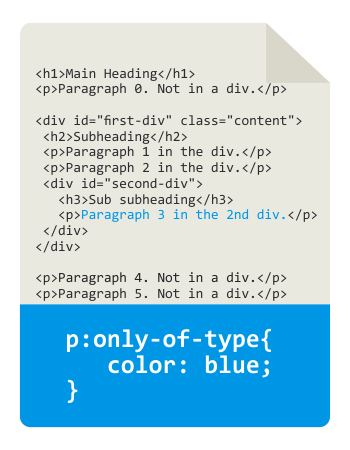 <h1>Main Heading</h1>
<p>Paragraph 0. Not in a div.</p>
<div id="first-div" class="content">
<h2>Subheading</h2>
<p>Paragraph 1 in the div.</p>
<p>Paragraph 2 in the div.</p>
<div id="second-div">
<h3>Sub subheading</h3>
<p>Paragraph 3 in the 2nd div.</p>
</div>
</div>
<p>Paragraph 4. Not in a div.</p>
<p>Paragraph 5. Not in a div.</p>
p:only-of-type{
color: blue;
}